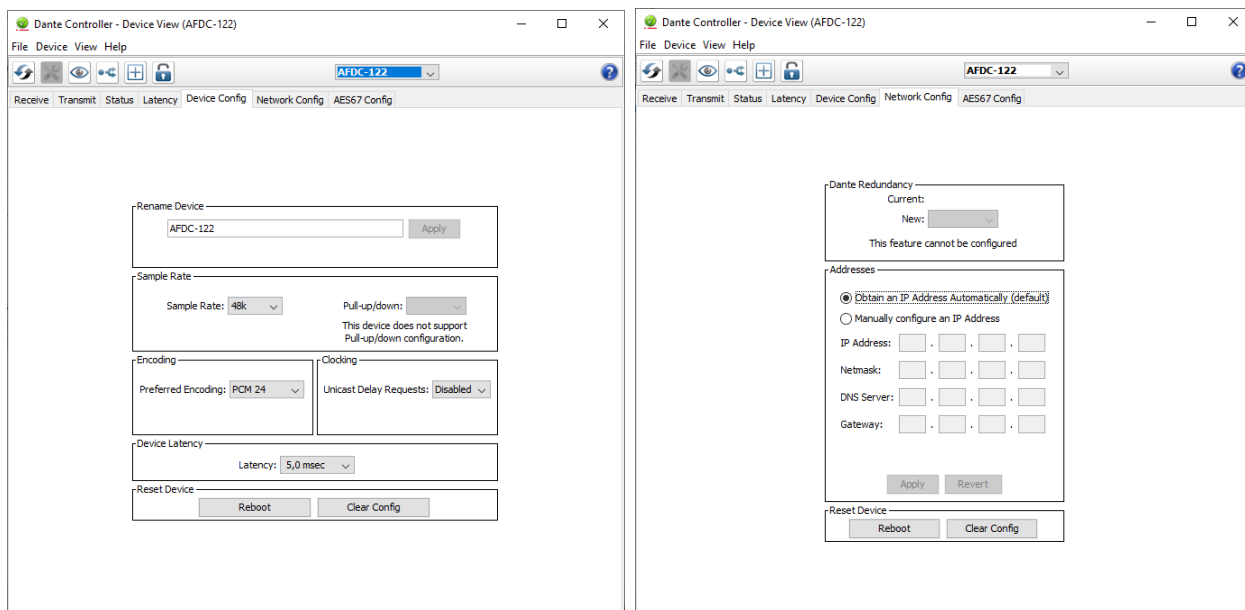 Dante Controller - Device View (AFDC-122)
File Device View Help
AFDC-122
Receive Transmit Status Latency Device Config Network Config AES67 Config
Rename Device
AFDC-122 Apply
Sample Rate
Sample Rate: 48k Pull-up/down:
This device does not support
Pull-up/down configuration.
Encoding Clocking
Preferred Encoding: PCM 24 Unicast Delay Requests: Disabled
Device Latency
Latency: 5,0 msec
Reset Device
Reboot Clear Config
Dante Controller - Device View (AFDC-122)
File Device View Help
AFDC-122
Receive Transmit Status Latency Device Config Network Config AES67 Config
Dante Redundancy
Current:
New:
This feature cannot be configured
Addresses
Obtain an IP Address Automatically (default)
Manually configure an IP Address
IP Address: . . .
Netmask: . . .
DNS Server: . . .
Gateway: . . .
Apply Revert
Reset Device
Reboot Clear Config